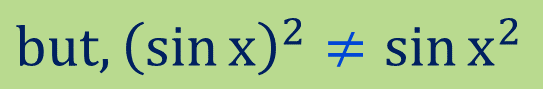 but, (sin x)² ≠ sin x²